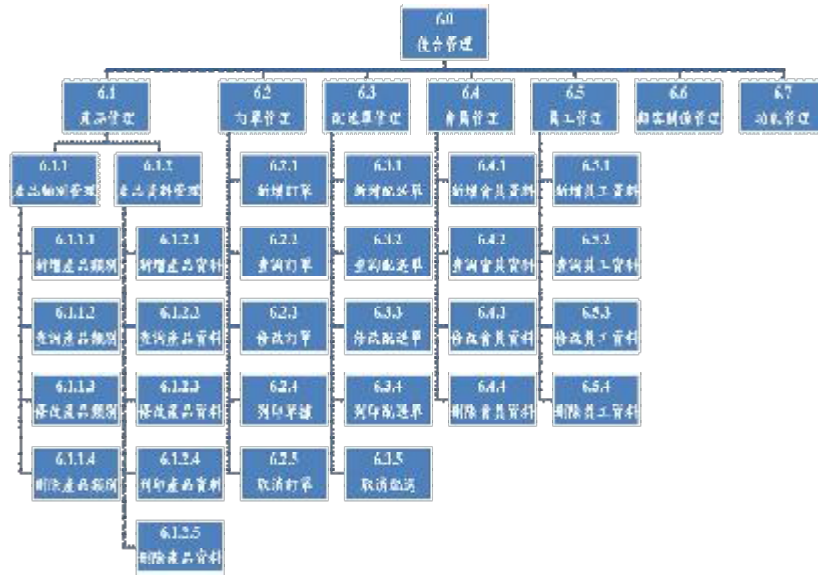 6.0
後台管理
6.1
產品管理
6.2
訂單管理
6.3
配送單管理
6.4
會員管理
6.5
員工管理
6.6
顧客關係管理
6.7
管理
6.1.1
產品類別管理
6.1.2
產品資料管理
6.2.1
新增訂單
6.3.1
新增配送單
6.4.1
新增會員資料
6.5.1
新增員工資料
6.1.1.1
新增產品類別
6.1.2.1
新增產品資料
6.2.2
查詢訂單
6.3.2
查詢配送單
6.4.2
查詢會員資料
6.5.2
查詢員工資料
6.1.1.2
查詢產品類別
6.1.2.2
查詢產品資料
6.2.3
修改訂單
6.3.3
修改配送單
6.4.3
修改會員資料
6.5.3
修改員工資料
6.1.1.3
修改產品類別
6.1.2.3
修改產品資料
6.2.4
列印單據
6.3.4
列印配送單
6.4.4
刪除會員資料
6.5.4
刪除員工資料
6.1.1.4
刪除產品類別
6.1.2.4
列印產品資料
6.2.5
取消訂單
6.3.5
取消配送
6.1.2.5
刪除產品資料